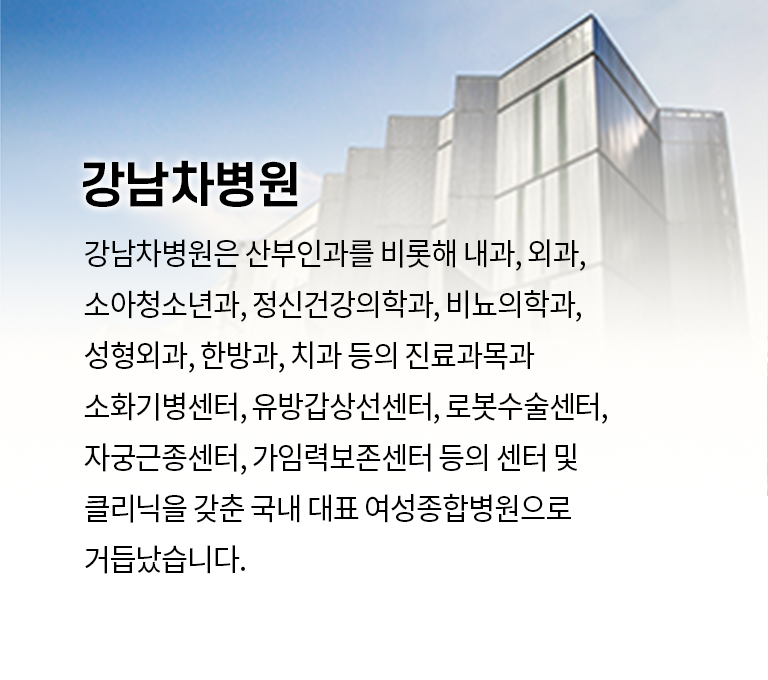 강남차병원
강남차병원은 산부인과를 비롯해 내과, 외과,
소아청소년과, 정신건강의학과, 비뇨의학과,
성형외과, 한방과, 치과 등의 진료과목과
소화기병센터, 유방갑상선센터, 로봇수술센터,
자궁근종센터, 가임력보존센터 등의 센터 및
클리닉을 갖춘 국내 대표 여성종합병원으로
거듭났습니다.